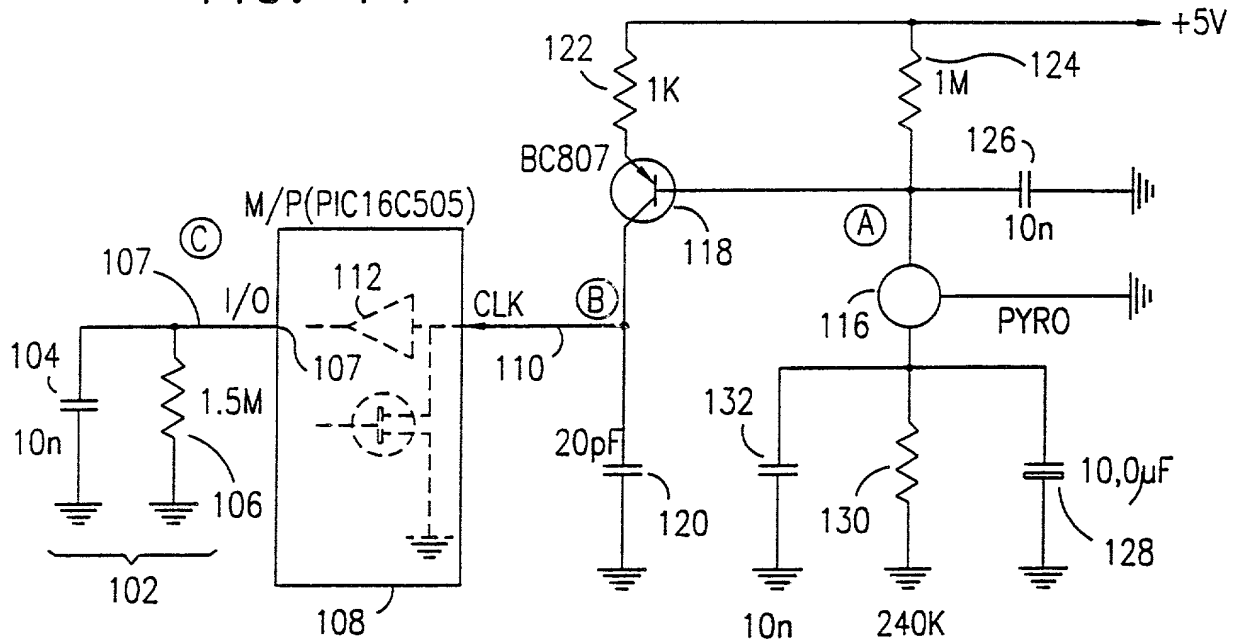 +5V
122
1K
1M
124
BC807
126
M/P(PIC16C505)
118
A
10n
C
107
I/O
112
CLK
B
116
PYRO
104
107
110
1.5M
132
10n
20pF
10,0µF
106
120
130
128
102
108
10n
240K